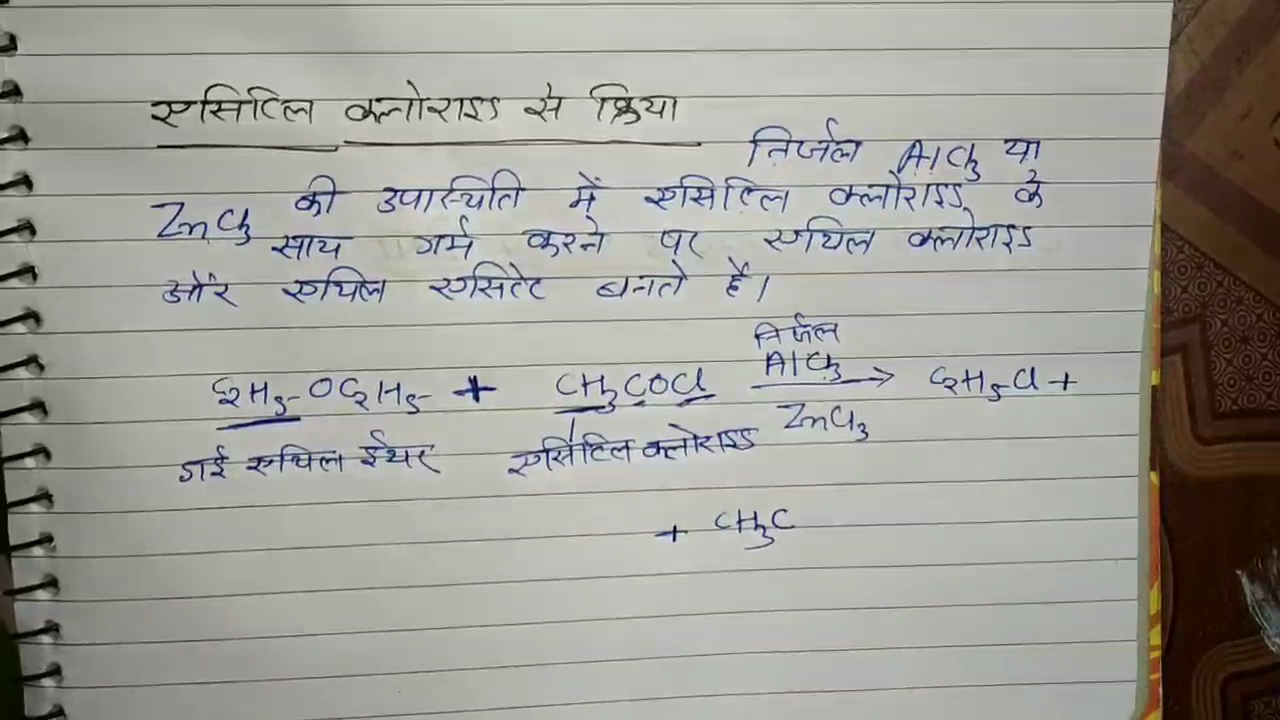 एसिटिल क्लोराइड से क्रिया
निर्जल AlCl3 या
ZnCl3 की उपास्थिति में एसिटिल क्लोराइड के
साथ गर्म करने पर एथिल क्लोराइड
और एथिल एसिटेट बनते है।
निर्जल
C2H5-OC2H5- + CH3COCl AlCl3 → C2H5Cl +
ZnCl3
डाई एथिल ईथर एसिटिल क्लोराइड
+ CH3C